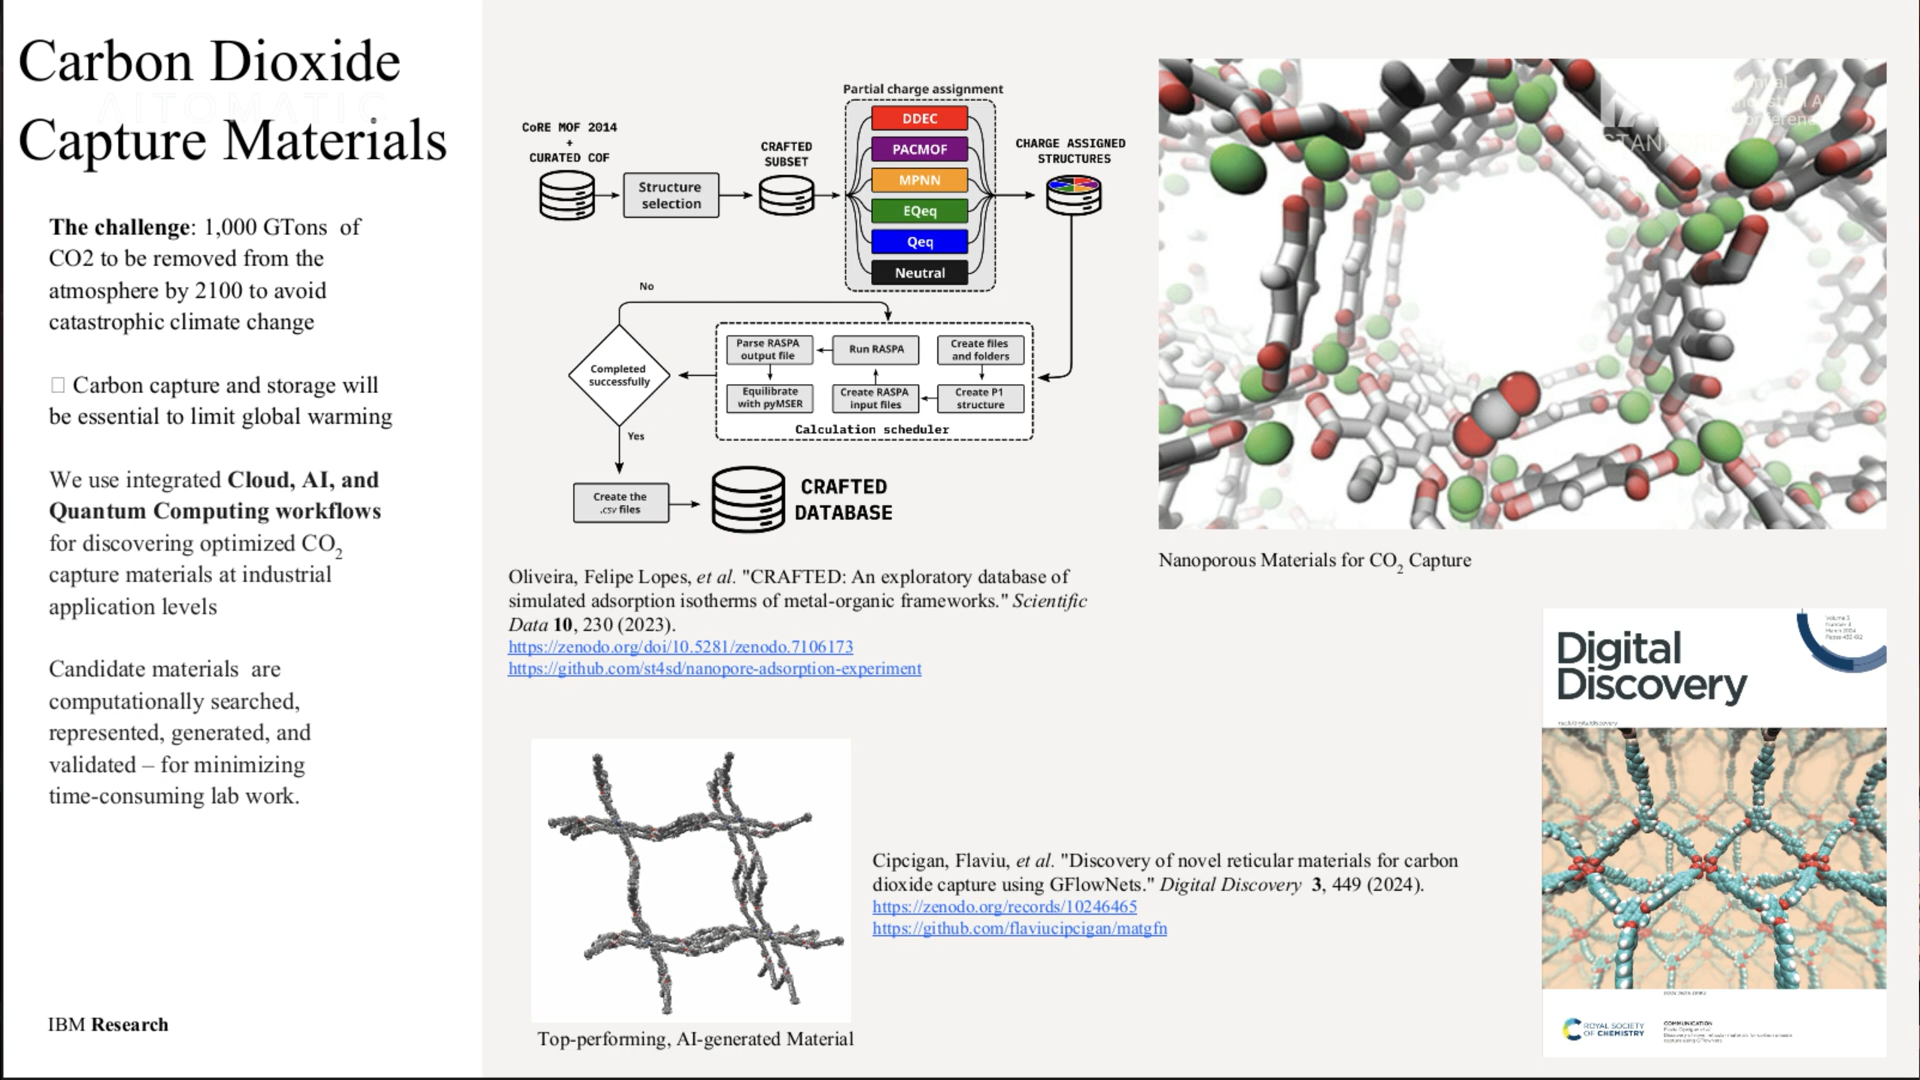 Carbon Dioxide
Capture Materials
AITOMATIC
The challenge: 1,000 GTons  of
CO2 to be removed from the
atmosphere by 2100 to avoid
catastrophic climate change
Carbon capture and storage will
be essential to limit global warming
We use integrated Cloud, AI, and
Quantum Computing workflows
for discovering optimized CO2
capture materials at industrial
application levels
Candidate materials  are
computationally searched,
represented, generated, and
validated – for minimizing
time-consuming lab work.
IBM Research
Partial charge assignment
CoRE MOF 2014
+
CURATED COF
Structure
selection
CRAFTED
SUBSET
DDEC
PACMOF
MPNN
EQeq
Qeq
Neutral
CHARGE ASSIGNED
STRUCTURES
No
Completed
successfully
Parse RASPA
output file
Run RASPA
Create files
and folders
Equilibrate
with pyMSER
Create RASPA
input files
Create P1
structure
Calculation scheduler
Yes
Create the
.csv files
CRAFTED
DATABASE
Oliveira, Felipe Lopes, et al. "CRAFTED: An exploratory database of
simulated adsorption isotherms of metal-organic frameworks." Scientific
Data 10, 230 (2023).
https://zenodo.org/doi/10.5281/zenodo.7106173
https://github.com/st4sd/nanopore-adsorption-experiment
Nanoporous Materials for CO2 Capture
Top-performing, AI-generated Material
Cipcigan, Flaviu, et al. "Discovery of novel reticular materials for carbon
dioxide capture using GFlowNets." Digital Discovery  3, 449 (2024).
https://zenodo.org/records/10246465
https://github.com/flaviucipcigan/matgfn
Digital
Discovery
Volume 3
Number 3
March 2024
ROYAL SOCIETY
OF CHEMISTRY
COMMUNICATION